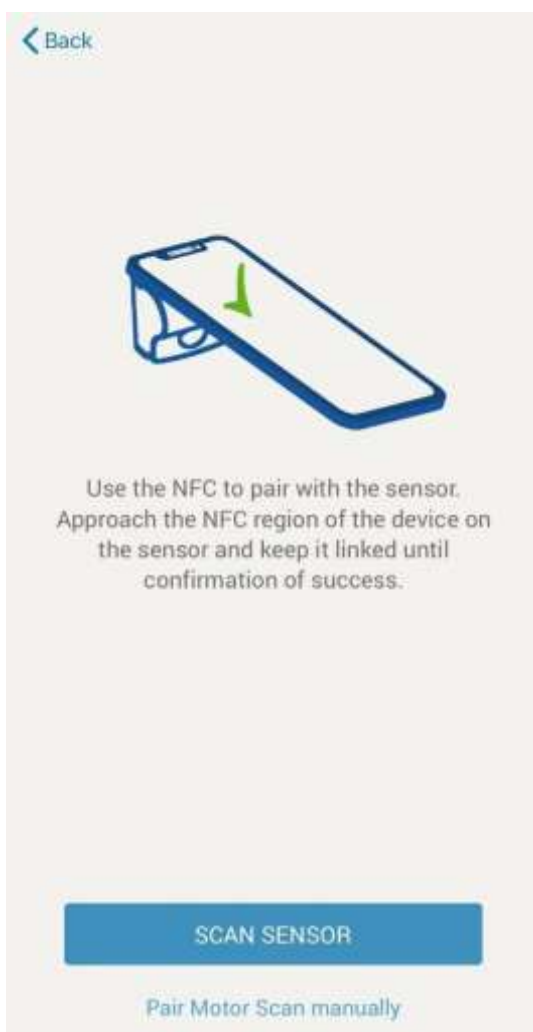 Back
Use the NFC to pair with the sensor.
Approach the NFC region of the device on
the sensor and keep it linked until
confirmation of success.
SCAN SENSOR
Pair Motor Scan manually